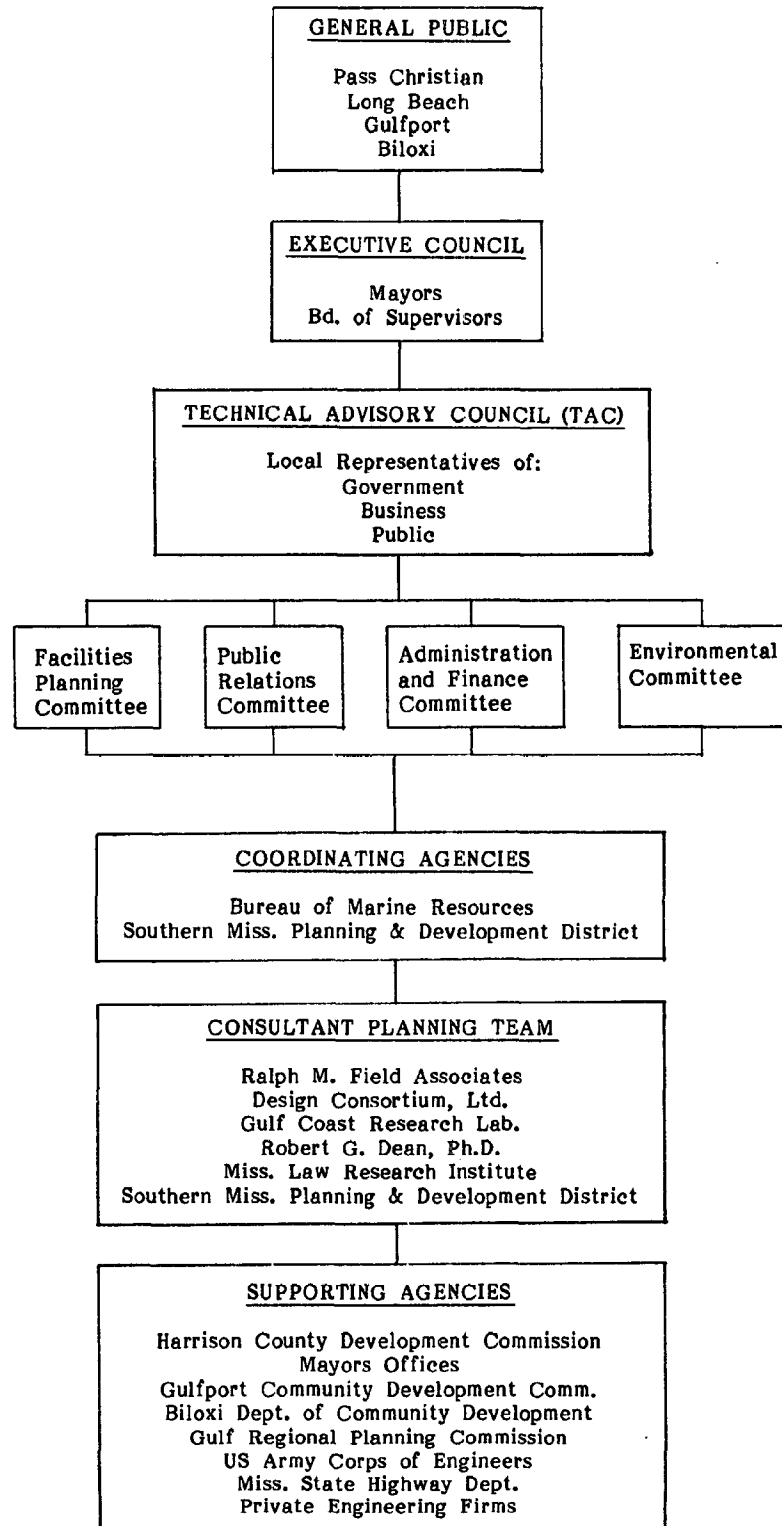 GENERAL PUBLIC
Pass Christian
Long Beach
Gulfport
Biloxi
EXECUTIVE COUNCIL
Mayors
Bd. of Supervisors
TECHNICAL ADVISORY COUNCIL (TAC)
Local Representatives of:
Government
Business
Public
Facilities
Planning
Committee
Public
Relations
Committee
Administration
and Finance
Committee
Environmental
Committee
COORDINATING AGENCIES
Bureau of Marine Resources
Southern Miss. Planning & Development District
CONSULTANT PLANNING TEAM
Ralph M. Field Associates
Design Consortium, Ltd.
Gulf Coast Research Lab.
Robert G. Dean, Ph.D.
Miss. Law Research Institute
Southern Miss. Planning & Development District
SUPPORTING AGENCIES
Harrison County Development Commission
Mayors Offices
Gulfport Community Development Comm.
Biloxi Dept. of Community Development
Gulf Regional Planning Commission
US Army Corps of Engineers
Miss. State Highway Dept.
Private Engineering Firms